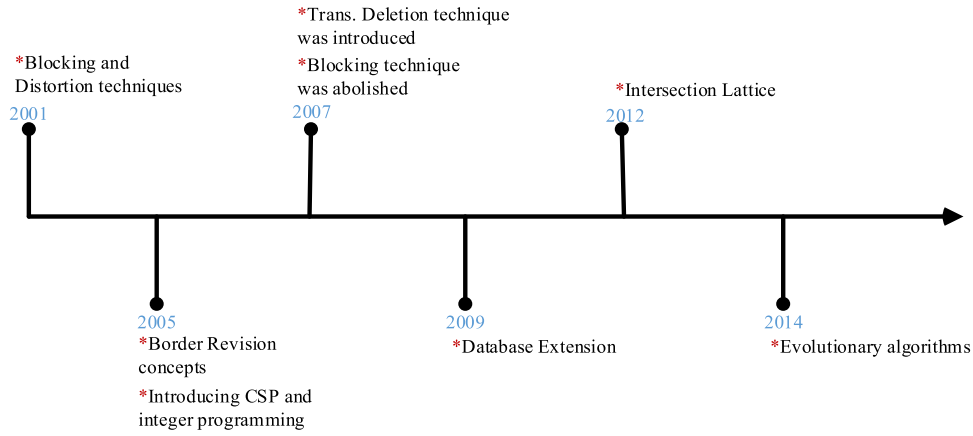 *Blocking and
Distortion techniques
2001
*Trans. Deletion technique
was introduced
*Blocking technique
was abolished
2007
*Intersection Lattice
2012
2005
*Border Revision
concepts
*Introducing CSP and
integer programming
2009
*Database Extension
2014
*Evolutionary algorithms